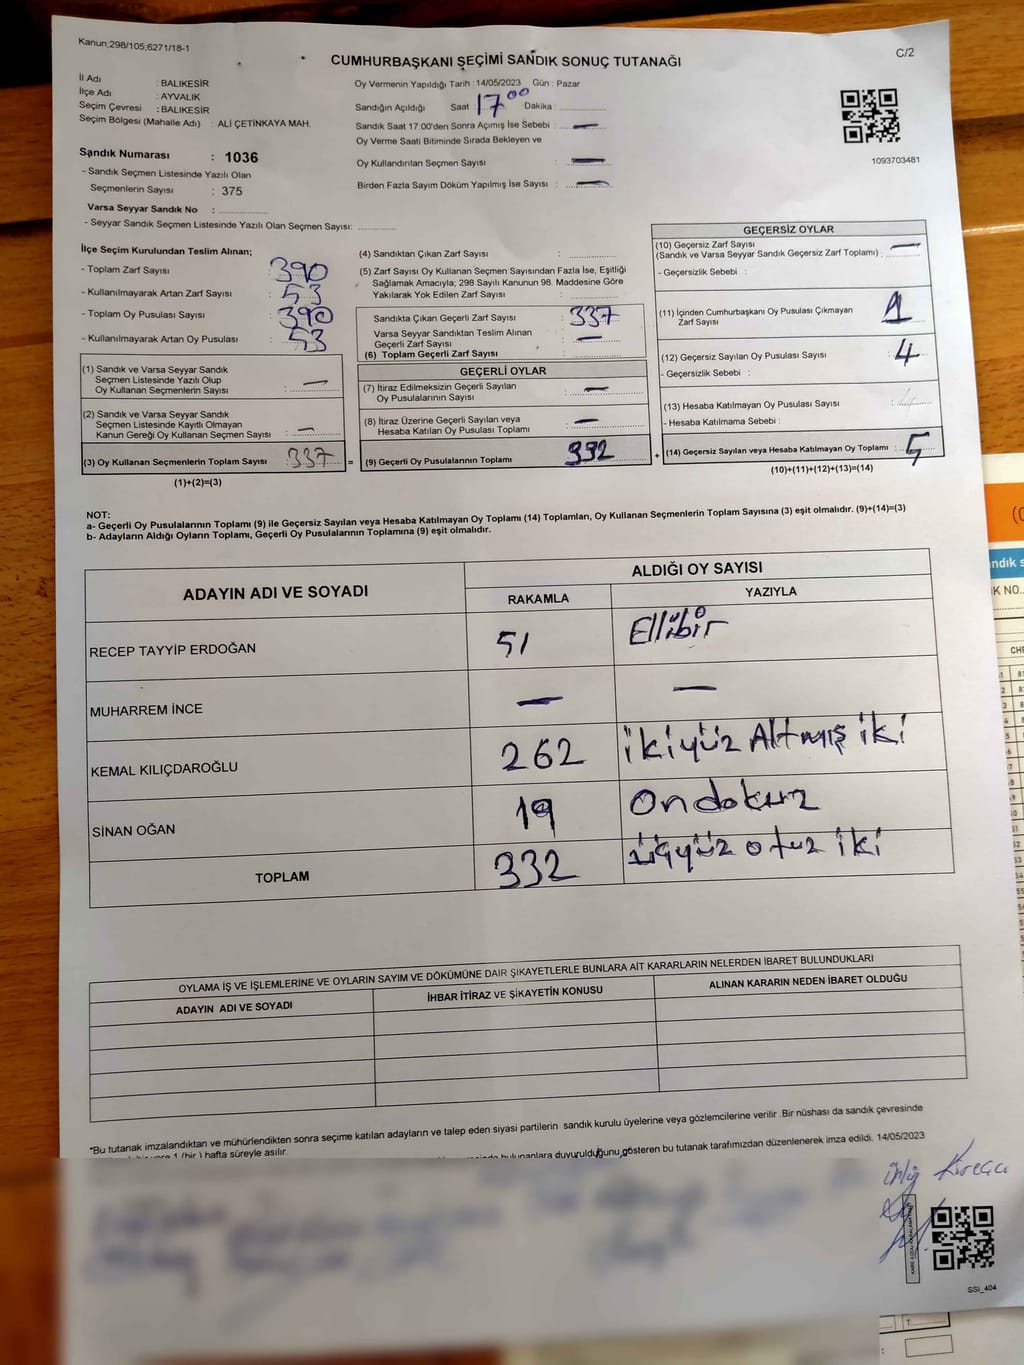 Kanun;298/105;6271/18-1
C/2
CUMHURBAŞKANI SEÇİMİ SANDIK SONUÇ TUTANAĞI
İl Adı : BALIKESİR
İlçe Adı : AYVALIK
Seçim Çevresi : BALIKESİR
Seçim Bölgesi (Mahalle Adı) : ALİ ÇETİNKAYA MAH.
Sandık Numarası : 1036
- Sandık Seçmen Listesinde Yazılı Olan
Seçmenlerin Sayısı : 375
Varsa Seyyar Sandık No :
- Seyyar Sandık Seçmen Listesinde Yazılı Olan Seçmen Sayısı:
Oy Vermenin Yapıldığı Tarih : 14/05/2023 Gün : Pazar
Sandığın Açıldığı Saat : 17 00 Dakika :
Sandık Saat 17:00'den Sonra Açımış İse Sebebi : —
Oy Verme Saati Bitiminde Sırada Bekleyen ve
Oy Kullandırılan Seçmen Sayısı : —
Birden Fazla Sayım Döküm Yapılmış İse Sayısı : —
1093703481
İlçe Seçim Kurulundan Teslim Alınan;
- Toplam Zarf Sayısı : 390
- Kullanılmayarak Artan Zarf Sayısı : 53
- Toplam Oy Pusulası Sayısı : 390
- Kullanılmayarak Artan Oy Pusulası : 53
(1) Sandık ve Varsa Seyyar Sandık
Seçmen Listesinde Yazılı Olup
Oy Kullanan Seçmenlerin Sayısı : —
(2) Sandık ve Varsa Seyyar Sandık
Seçmen Listesinde Kayıtlı Olmayan
Kanun Gereği Oy Kullanan Seçmen Sayısı : —
(3) Oy Kullanan Seçmenlerin Toplam Sayısı : 337 =
(1)+(2)=(3)
(4) Sandıktan Çıkan Zarf Sayısı :
(5) Zarf Sayısı Oy Kullanan Seçmen Sayısından Fazla İse, Eşitliği
Sağlamak Amacıyla; 298 Sayılı Kanunun 98. Maddesine Göre
Yakılarak Yok Edilen Zarf Sayısı :
Sandıkta Çıkan Geçerli Zarf Sayısı : 337
Varsa Seyyar Sandıktan Teslim Alınan
Geçerli Zarf Sayısı : —
(6) Toplam Geçerli Zarf Sayısı :
GEÇERLİ OYLAR
(7) İtiraz Edilmeksizin Geçerli Sayılan
Oy Pusulalarının Sayısı : —
(8) İtiraz Üzerine Geçerli Sayılan veya
Hesaba Katılan Oy Pusulası Toplamı : —
(9) Geçerli Oy Pusulalarının Toplamı : 332 +
GEÇERSİZ OYLAR
(10) Geçersiz Zarf Sayısı
(Sandık ve Varsa Seyyar Sandık Geçersiz Zarf Toplamı) : —
- Geçersizlik Sebebi :
(11) İçinden Cumhurbaşkanı Oy Pusulası Çıkmayan
Zarf Sayısı : 1
(12) Geçersiz Sayılan Oy Pusulası Sayısı : 4
- Geçersizlik Sebebi :
(13) Hesaba Katılmayan Oy Pusulası Sayısı :
- Hesaba Katılmama Sebebi :
(14) Geçersiz Sayılan veya Hesaba Katılmayan Oy Toplamı : 5
(10)+(11)+(12)+(13)=(14)
NOT:
a- Geçerli Oy Pusulalarının Toplamı (9) ile Geçersiz Sayılan veya Hesaba Katılmayan Oy Toplamı (14) Toplamları, Oy Kullanan Seçmenlerin Toplam Sayısına (3) eşit olmalıdır. (9)+(14)=(3)
b- Adayların Aldığı Oyların Toplamı, Geçerli Oy Pusulalarının Toplamına (9) eşit olmalıdır.
ADAYIN ADI VE SOYADI
ALDIĞI OY SAYISI
RAKAMLA YAZIYLA
RECEP TAYYİP ERDOĞAN 51 Ellibir
MUHARREM İNCE — —
KEMAL KILIÇDAROĞLU 262 ikiyüz Altmış iki
SİNAN OĞAN 19 Ondokuz
TOPLAM 332 üçyüz otuz iki
OYLAMA İŞ VE İŞLEMLERİNE VE OYLARIN SAYIM VE DÖKÜMÜNE DAİR ŞİKAYETLERLE BUNLARA AİT KARARLARIN NELERDEN İBARET BULUNDUKLARI
ADAYIN ADI VE SOYADI İHBAR İTİRAZ VE ŞİKAYETİN KONUSU ALINAN KARARIN NEDEN İBARET OLDUĞU
*Bu tutanak imzalandıktan ve mühürlendikten sonra seçime katılan adayların ve talep eden siyasi partilerin sandık kurulu üyelerine veya gözlemcilerine verilir .Bir nüshası da sandık çevresinde
1 (bir ) hafta süreyle asılır.
bulunanlara duyurulduğunu gösteren bu tutanak tarafımızdan düzenlenerek imza edildi. 14/05/2023
SSI_404